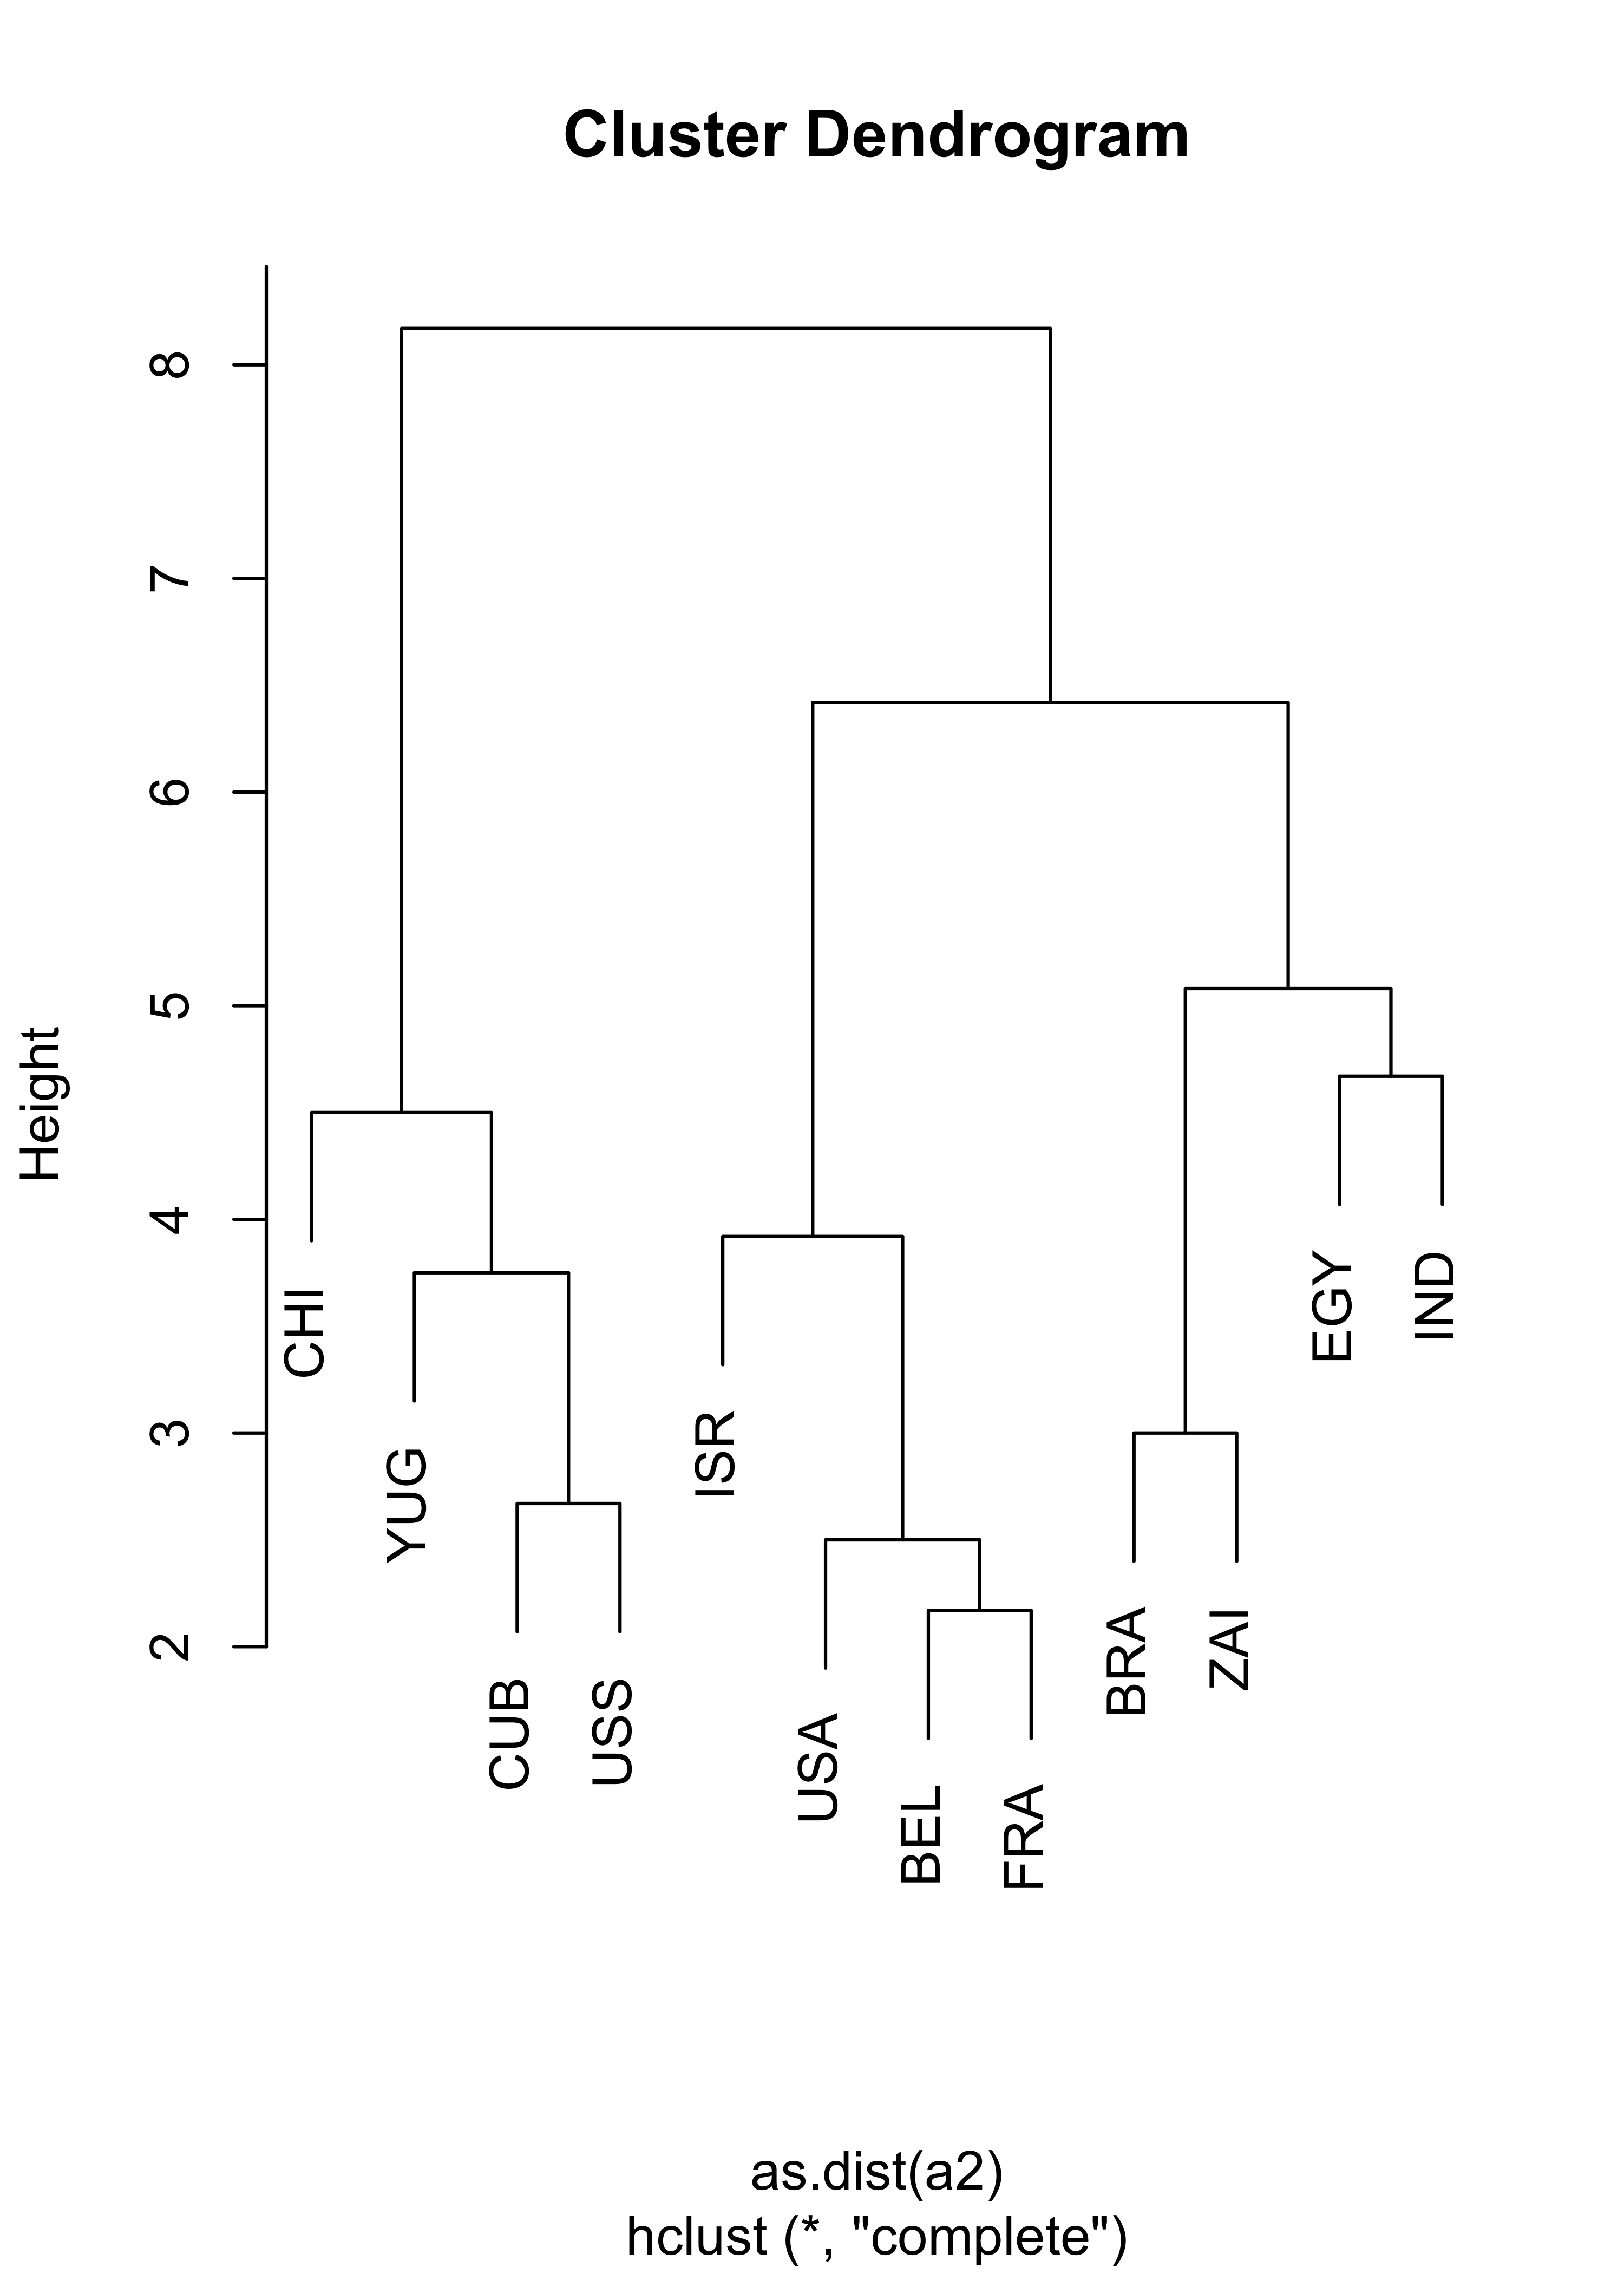 Cluster Dendrogram
Height
8
7
6
5
4
3
2
CHI
YUG
CUB
USS
ISR
USA
BEL
FRA
BRA
ZAI
EGY
IND
as.dist(a2)
hclust (*, "complete")